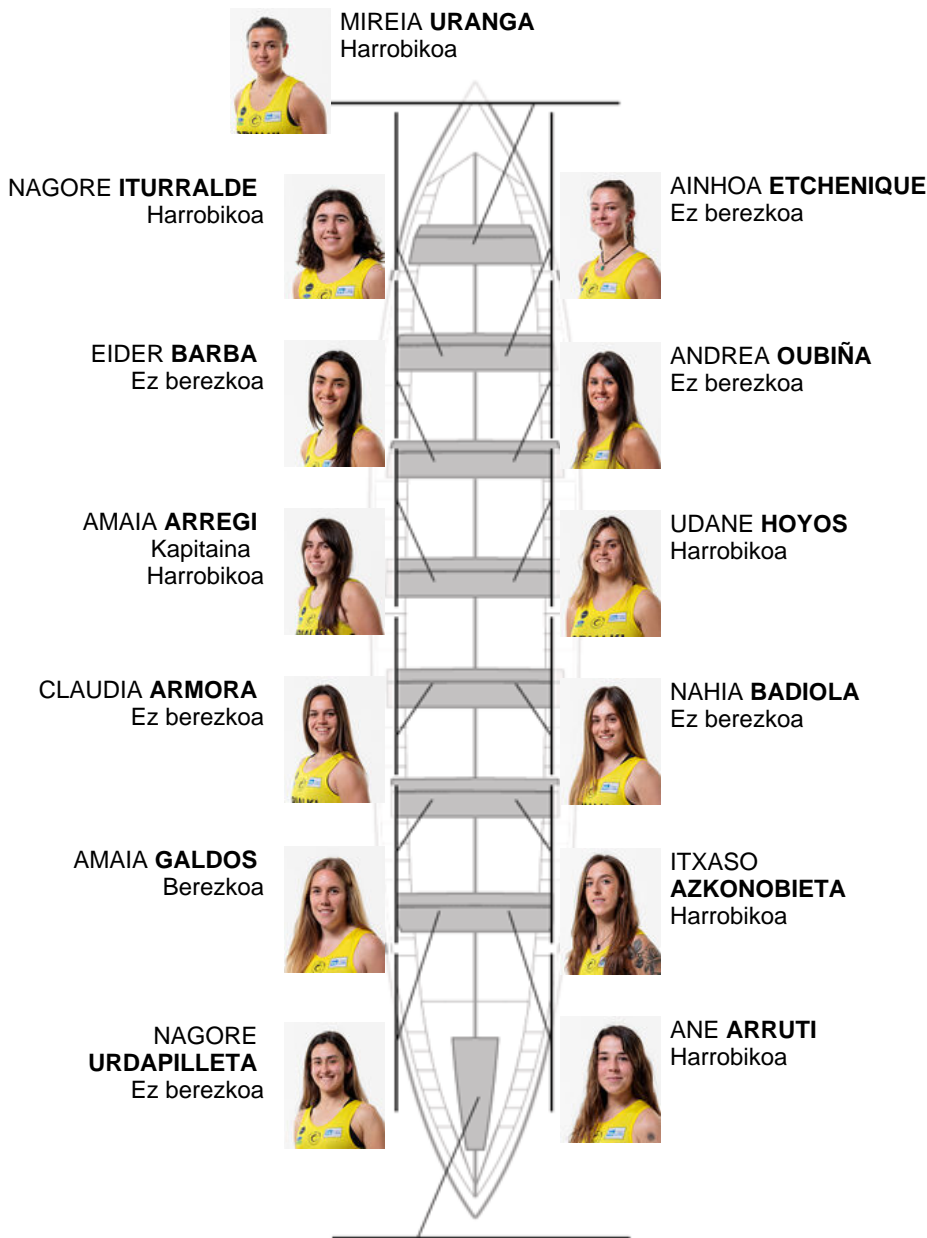 MIREIA URANGA
Harrobikoa
NAGORE ITURRALDE
Harrobikoa
AINHOA ETCHENIQUE
Ez berezkoa
EIDER BARBA
Ez berezkoa
ANDREA OUBIÑA
Ez berezkoa
AMAIA ARREGI
Kapitaina
Harrobikoa
UDANE HOYOS
Harrobikoa
CLAUDIA ARMORA
Ez berezkoa
NAHIA BADIOLA
Ez berezkoa
AMAIA GALDOS
Berezkoa
ITXASO
AZKONOBIETA
Harrobikoa
NAGORE
URDAPILLETA
Ez berezkoa
ANE ARRUTI
Harrobikoa